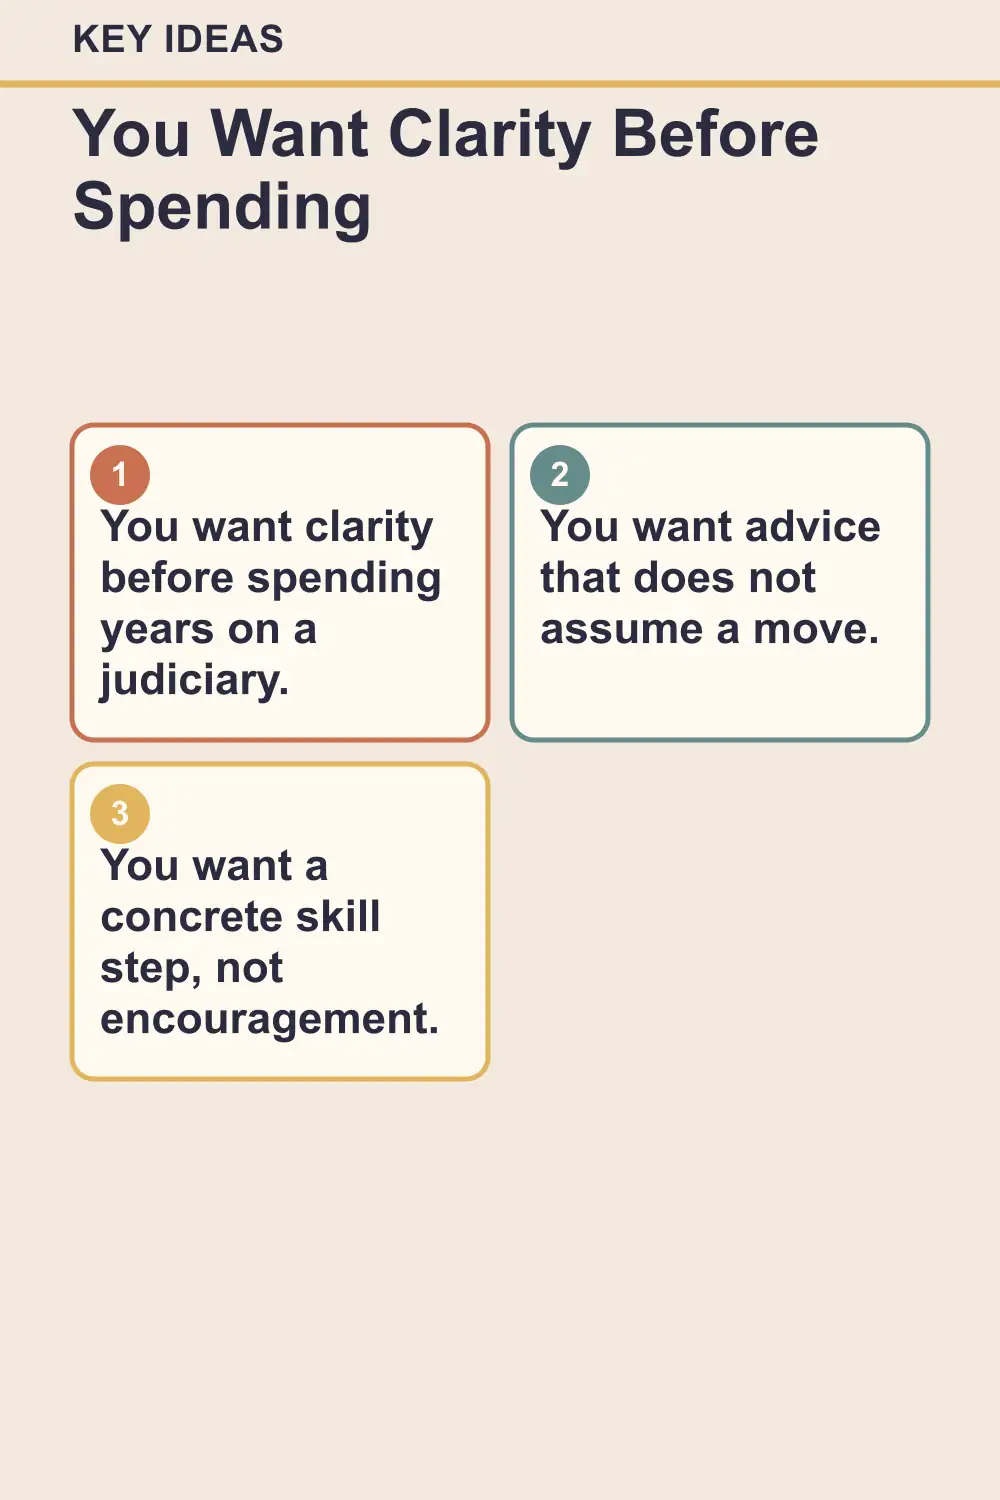 KEY IDEAS
You Want Clarity Before
Spending
1
You want clarity
before spending
years on a
judiciary.
2
You want advice
that does not
assume a move.
3
You want a
concrete skill
step, not
encouragement.